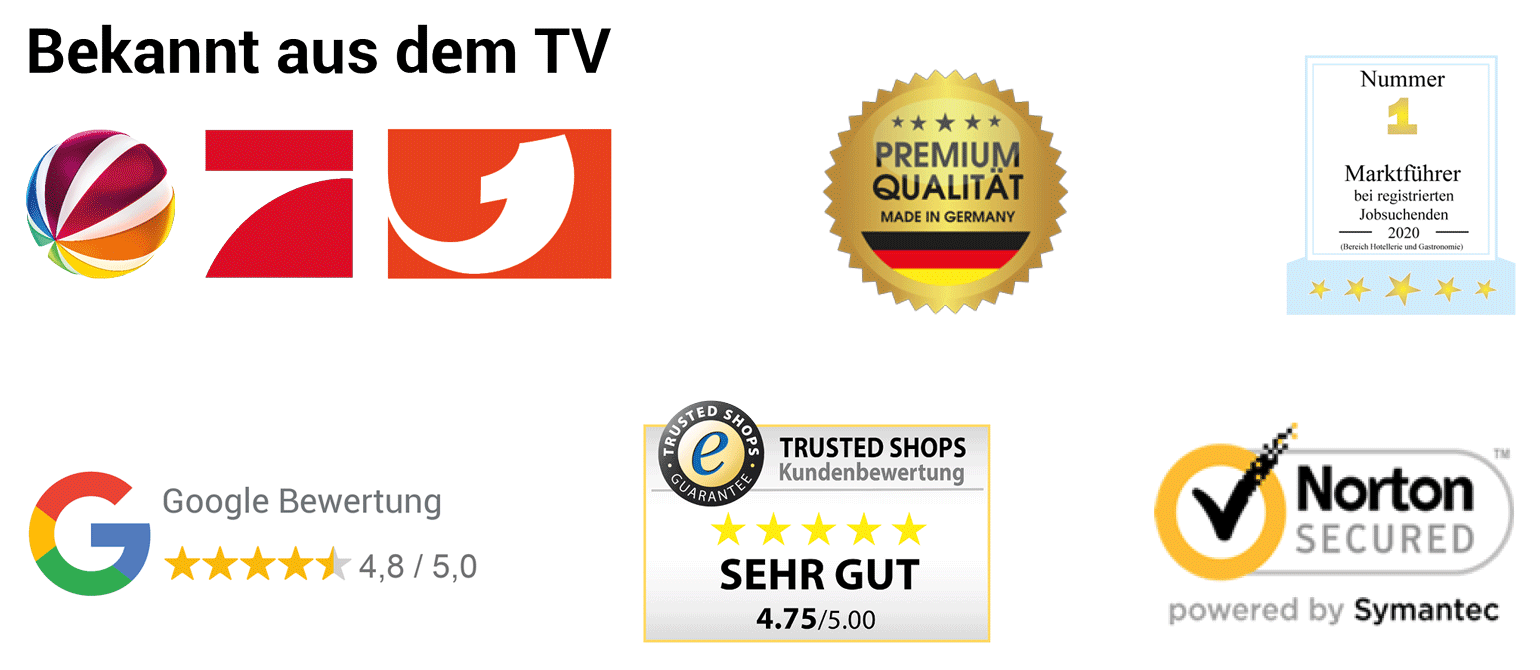 Bekannt aus dem TV
PREMIUM
QUALITÄT
MADE IN GERMANY
Nummer
1
Marktführer
bei registrierten
Jobsuchenden
2020
(Bereich Hotellerie und Gastronomie)
Google Bewertung
4,8 / 5,0
TRUSTED SHOPS
GUARANTEE
e
TRUSTED SHOPS
Kundenbewertung
SEHR GUT
4.75/5.00
Norton
TM
SECURED
powered by Symantec